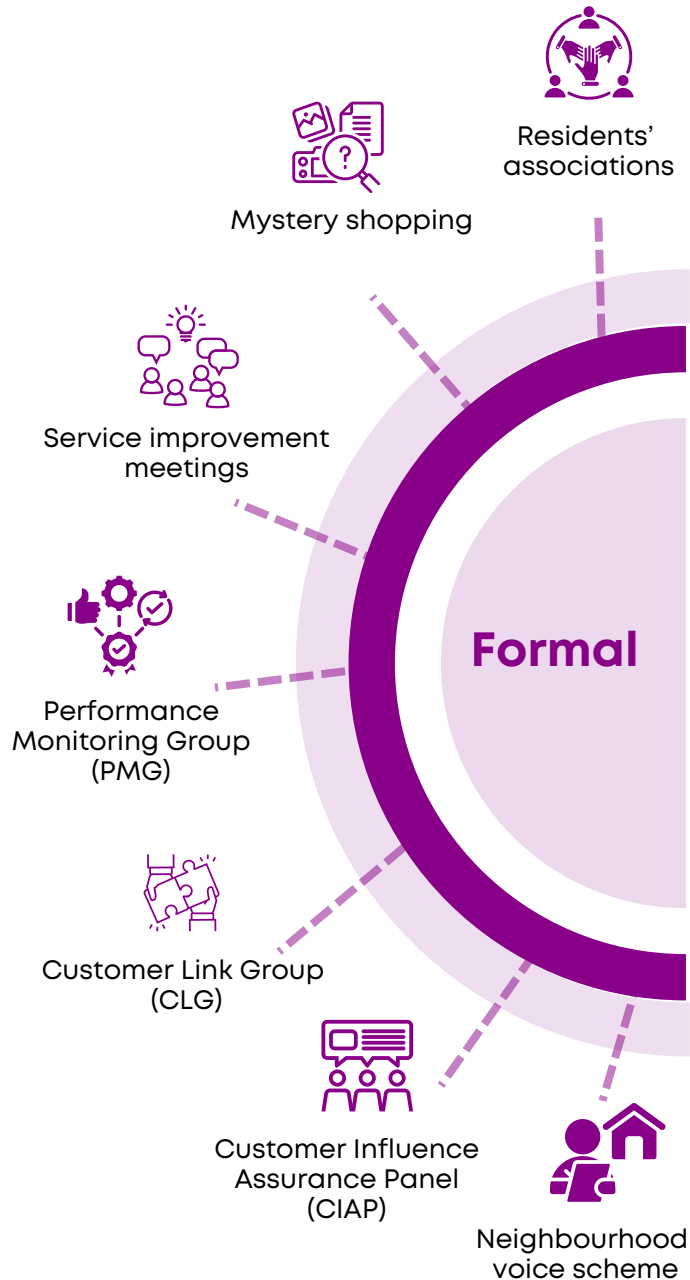 Residents’
associations
Mystery shopping
?
Service improvement
meetings
Formal
Performance
Monitoring Group
(PMG)
Customer Link Group
(CLG)
Customer Influence
Assurance Panel
(CIAP)
Neighbourhood
voice scheme